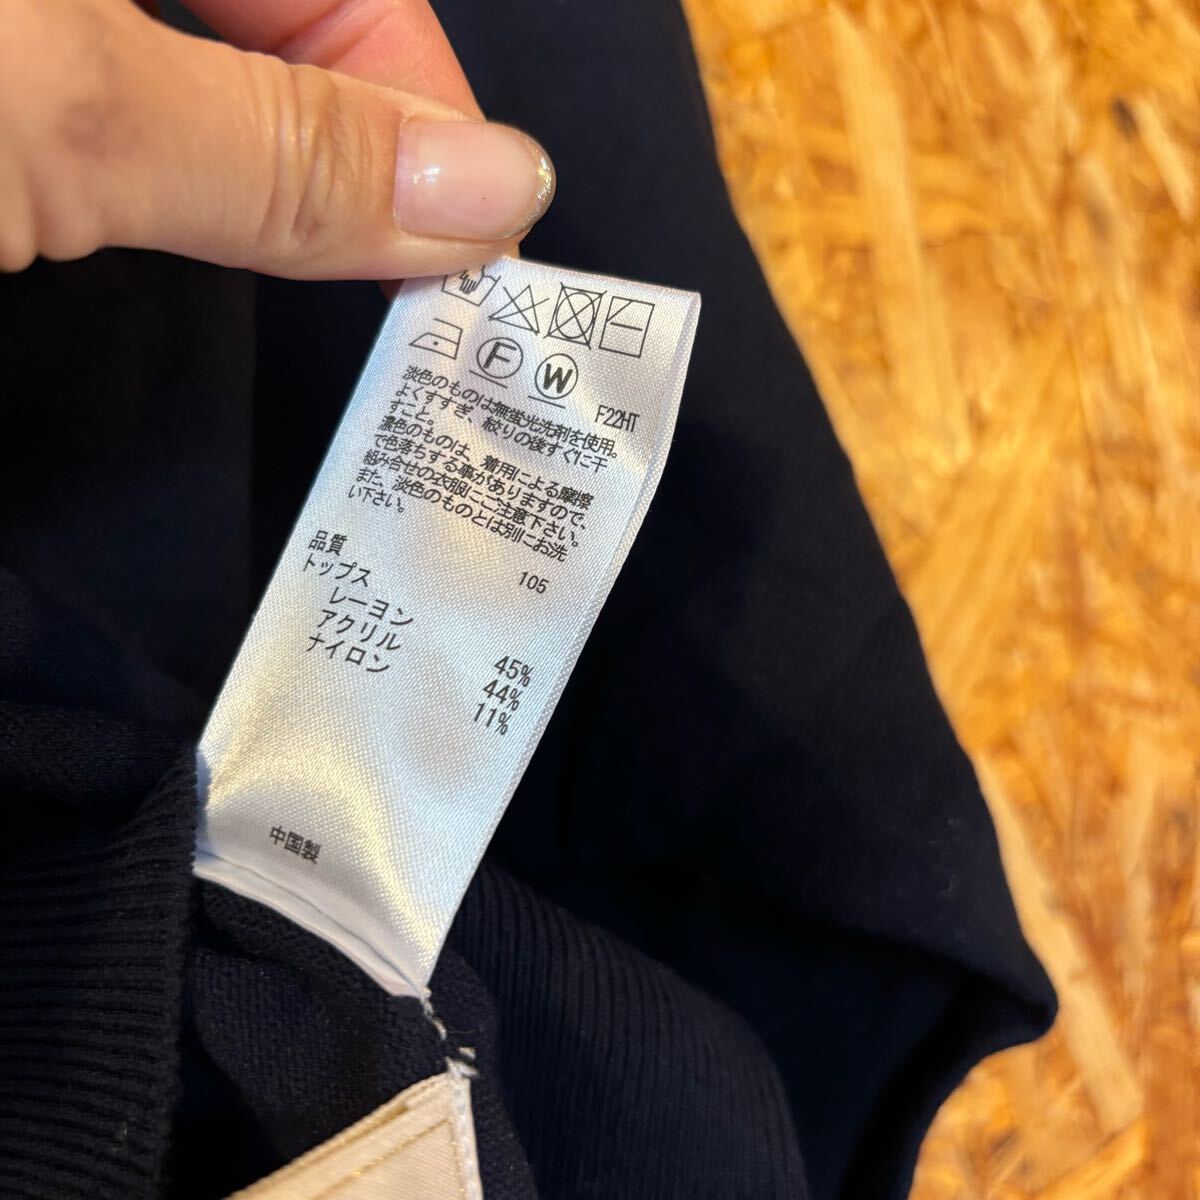 F W
F22HT
淡色のものは無蛍光洗剤を使用。
よくすすぎ、絞りの後すぐに干
すこと。
濃色のものは、着用による摩擦
で色落ちする事がありますので、
組み合せの衣服にご注意下さい。
また、淡色のものとは別にお洗
い下さい。
105
品質
トップス
レーヨン 45%
アクリル 44%
ナイロン 11%
中国製